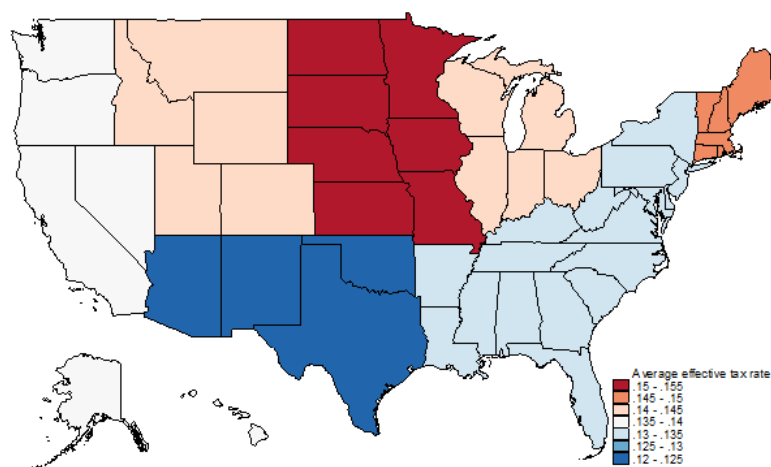 Average effective tax rate
.15 - .155
.145 - .15
.14 - .145
.135 - .14
.13 - .135
.125 - .13
.12 - .125